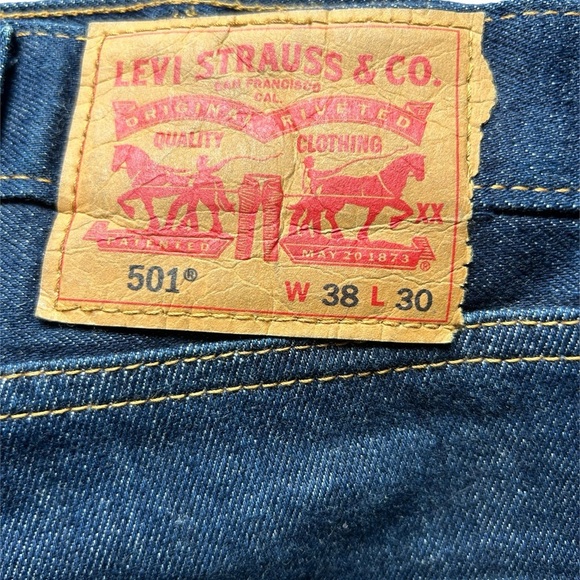 LEVI STRAUSS & CO.
SAN FRANCISCO
CAL.
ORIGINAL RIVETED
QUALITY CLOTHING
XX
PATENTED MAY 20 1873 ®
501® W 38 L 30